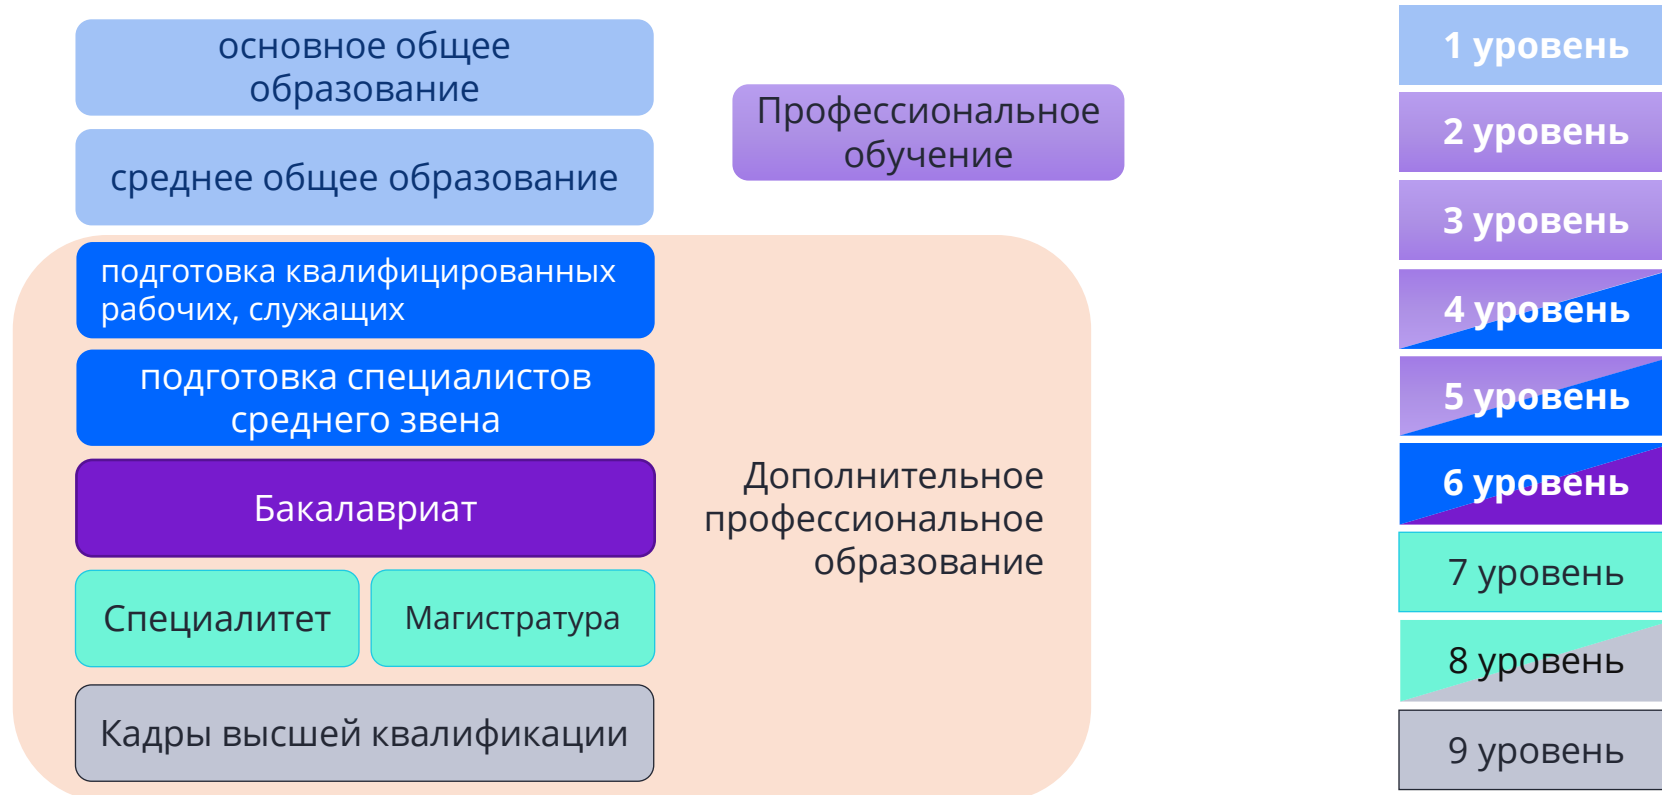 основное общее
образование
среднее общее образование
Профессиональное
обучение
подготовка квалифицированных
рабочих, служащих
подготовка специалистов
среднего звена
Бакалавриат
Специалитет
Магистратура
Кадры высшей квалификации
Дополнительное
профессиональное
образование
1 уровень
2 уровень
3 уровень
4 уровень
5 уровень
6 уровень
7 уровень
8 уровень
9 уровень